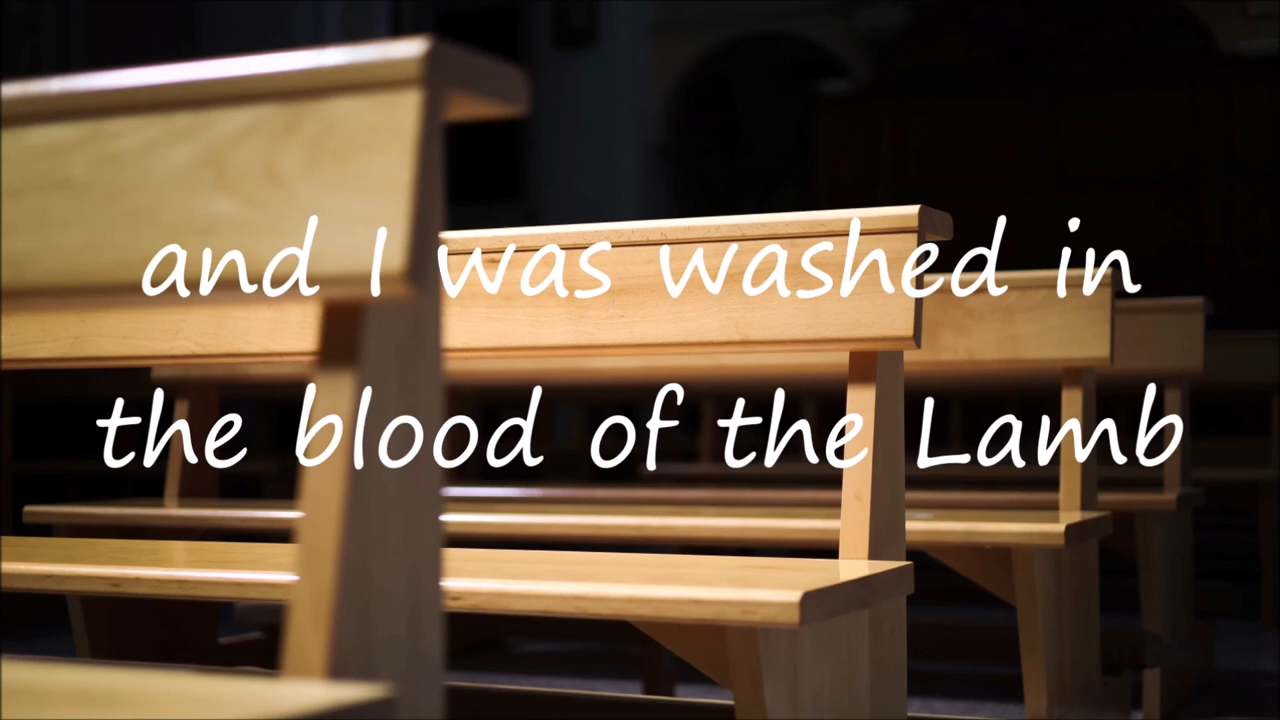 and I was washed in
the blood of the Lamb